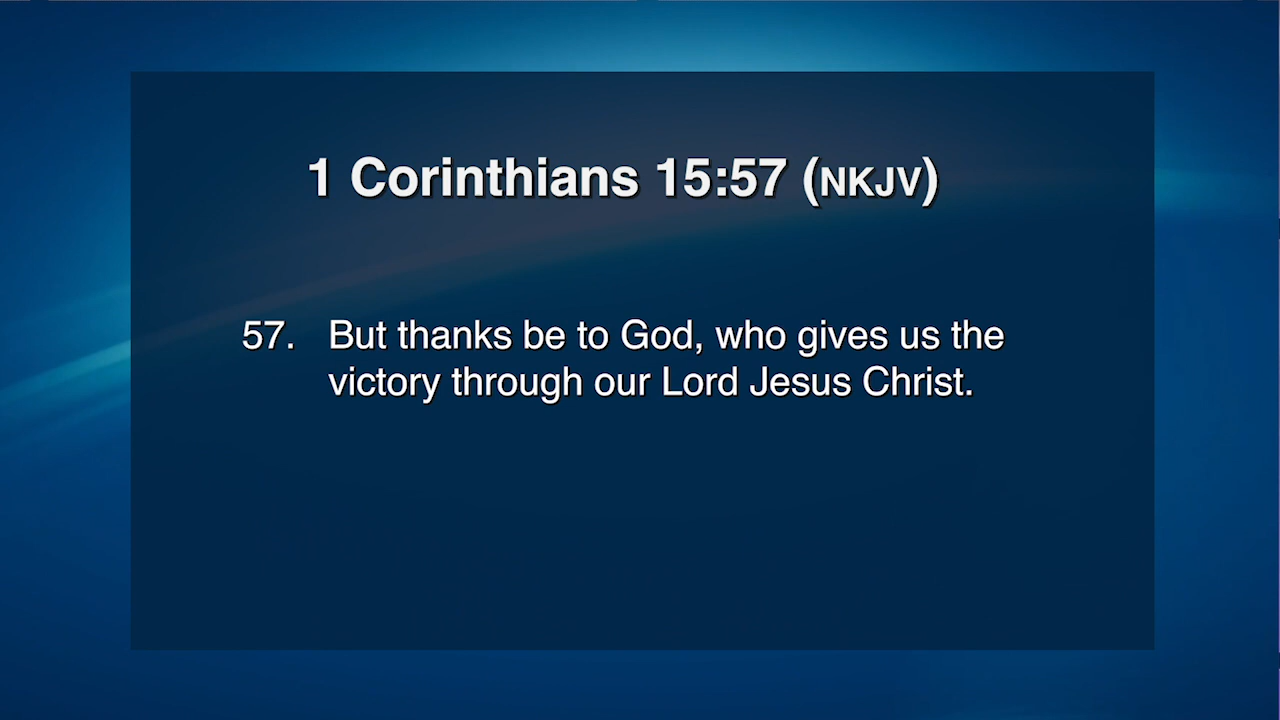 1 Corinthians 15:57 (NKJV)
57. But thanks be to God, who gives us the
victory through our Lord Jesus Christ.